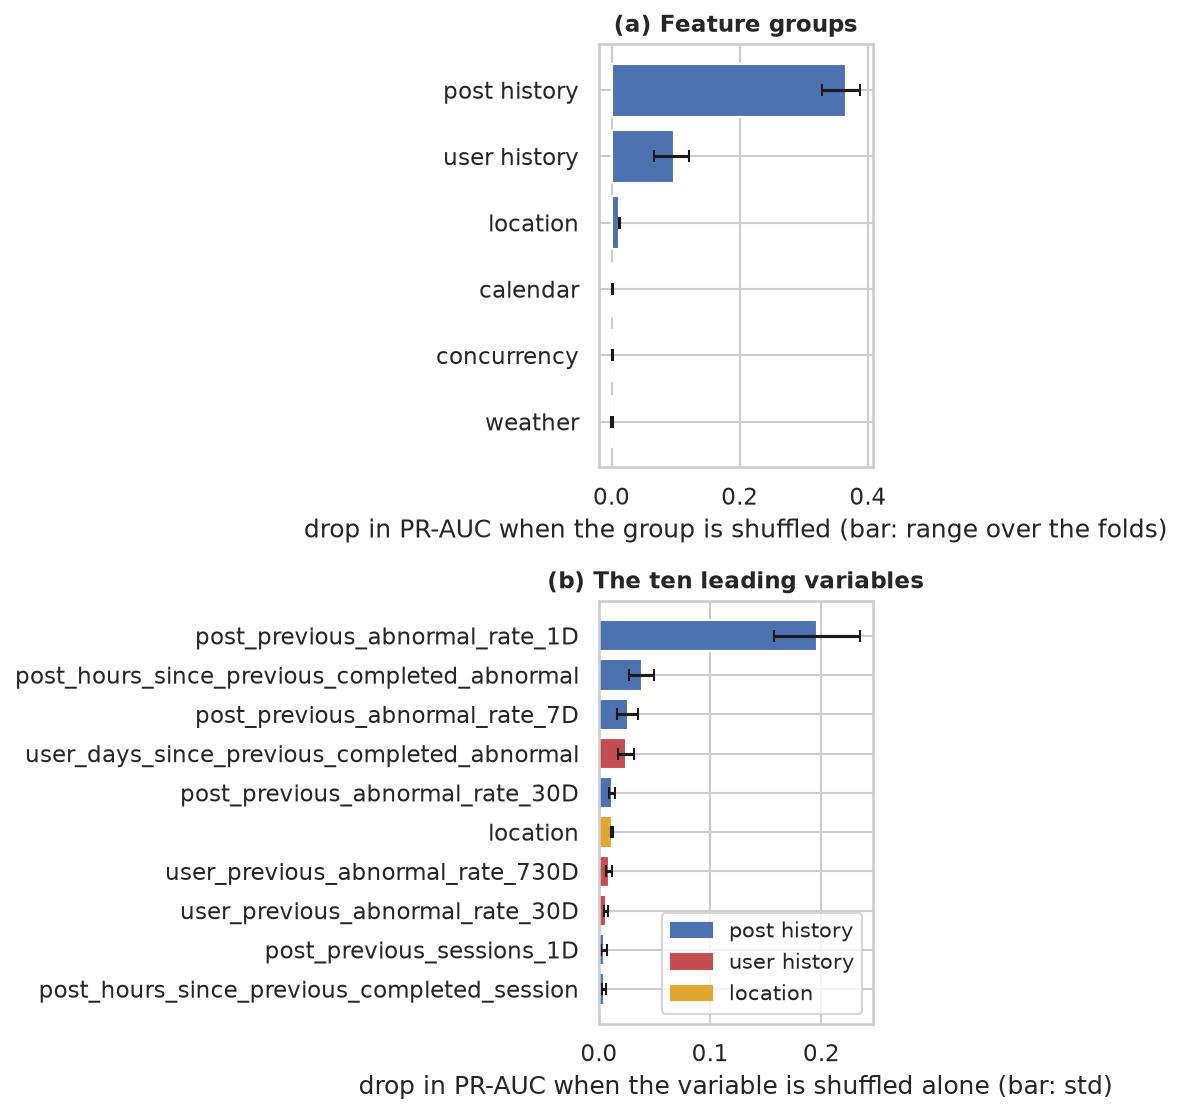 (a) Feature groups
post history
user history
location
calendar
concurrency
weather
0.0 0.2 0.4
drop in PR-AUC when the group is shuffled (bar: range over the folds)
(b) The ten leading variables
post_previous_abnormal_rate_1D
post_hours_since_previous_completed_abnormal
post_previous_abnormal_rate_7D
user_days_since_previous_completed_abnormal
post_previous_abnormal_rate_30D
location
user_previous_abnormal_rate_730D
user_previous_abnormal_rate_30D
post_previous_sessions_1D
post_hours_since_previous_completed_session
post history
user history
location
0.0 0.1 0.2
drop in PR-AUC when the variable is shuffled alone (bar: std)